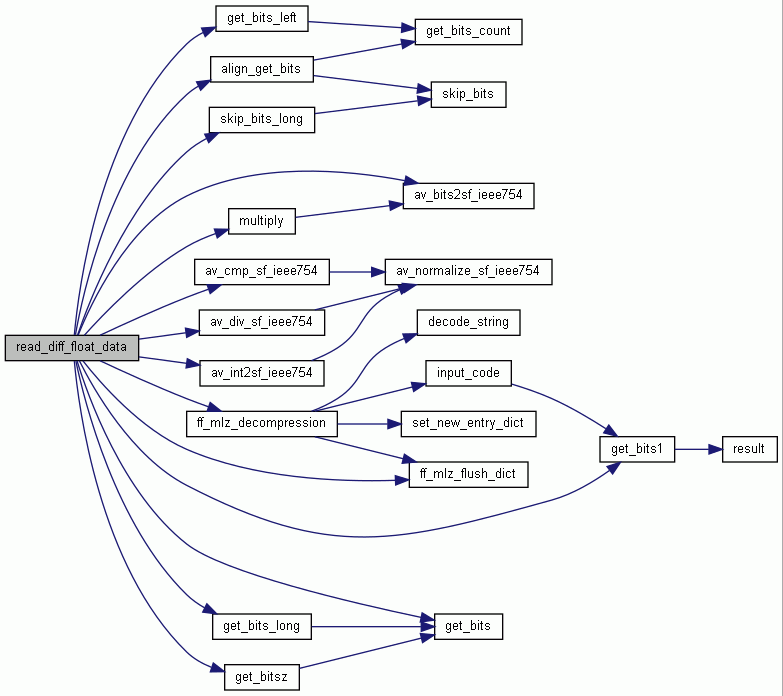 get_bits_left
get_bits_count
align_get_bits
skip_bits
skip_bits_long
av_bits2sf_ieee754
multiply
av_cmp_sf_ieee754
av_normalize_sf_ieee754
av_div_sf_ieee754
decode_string
read_diff_float_data
av_int2sf_ieee754
input_code
ff_mlz_decompression
set_new_entry_dict
get_bits1
result
ff_mlz_flush_dict
get_bits_long
get_bits
get_bitsz